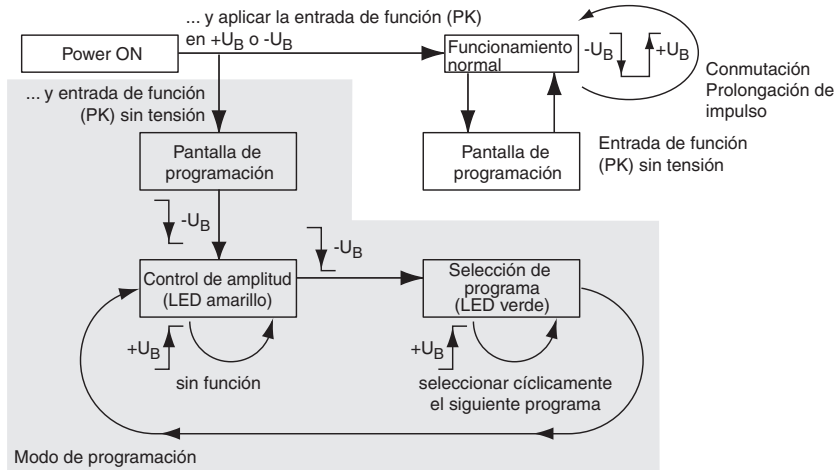 ... y aplicar la entrada de función (PK)
en +UB o -UB
Power ON
Funcionamiento
normal
-UB
+UB
Conmutación
Prolongación de
impulso
... y entrada de función
(PK) sin tensión
Pantalla de
programación
Pantalla de
programación
Entrada de función
(PK) sin tensión
-UB
-UB
Control de amplitud
(LED amarillo)
Selección de
programa
(LED verde)
+UB
sin función
+UB
seleccionar cíclicamente
el siguiente programa
Modo de programación